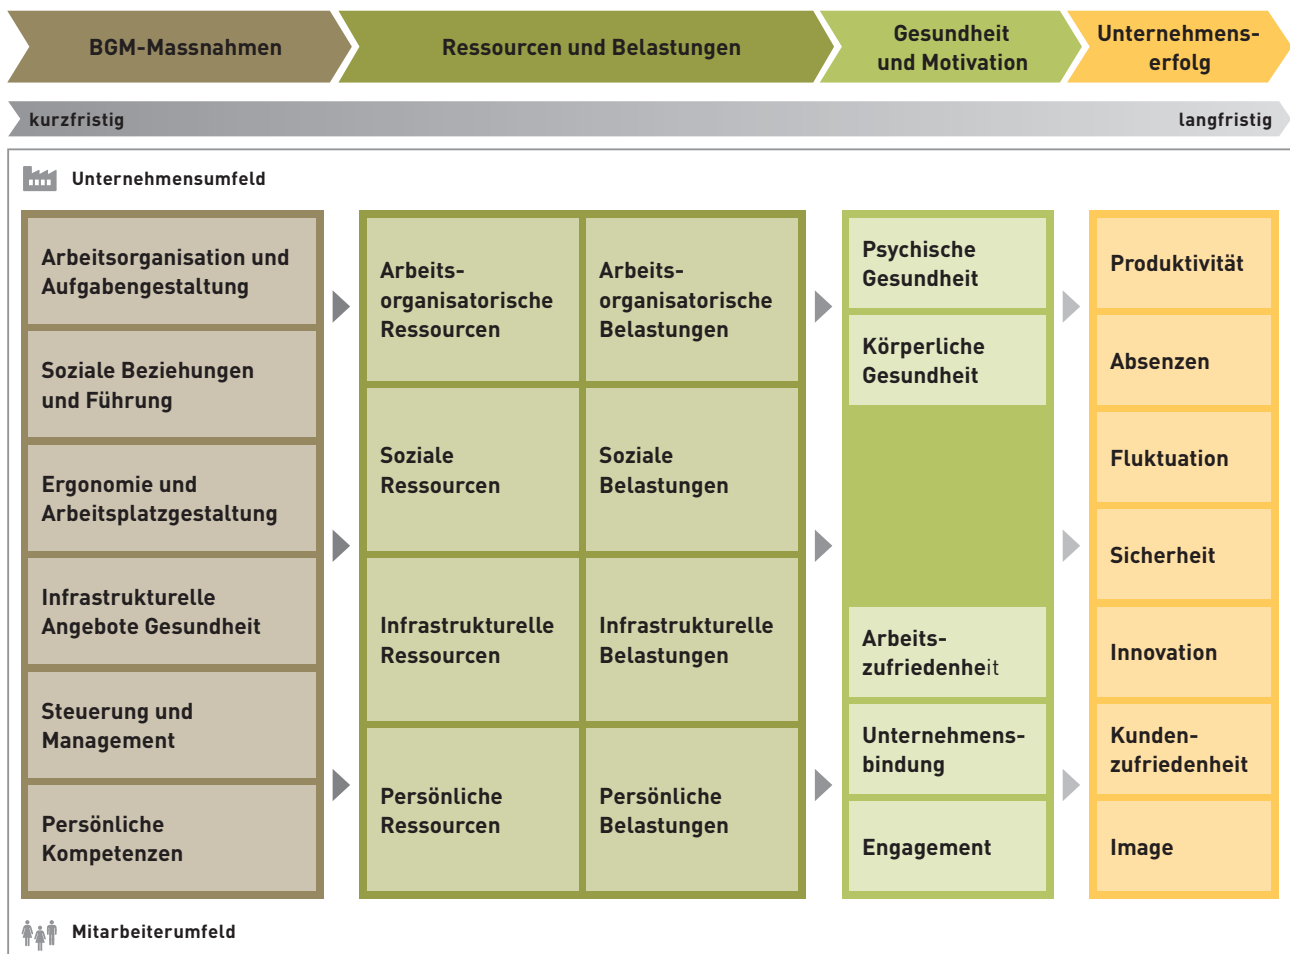 BGM-Massnahmen
Ressourcen und Belastungen
Gesundheit
und Motivation
Unternehmens-
erfolg
kurzfristig
langfristig
Unternehmensumfeld
Arbeitsorganisation und
Aufgabengestaltung
Soziale Beziehungen
und Führung
Ergonomie und
Arbeitsplatzgestaltung
Infrastrukturelle
Angebote Gesundheit
Steuerung und
Management
Persönliche
Kompetenzen
Arbeits-
organisatorische
Ressourcen
Arbeits-
organisatorische
Belastungen
Soziale
Ressourcen
Soziale
Belastungen
Infrastrukturelle
Ressourcen
Infrastrukturelle
Belastungen
Persönliche
Ressourcen
Persönliche
Belastungen
Psychische
Gesundheit
Körperliche
Gesundheit
Arbeits-
zufriedenheit
Unternehmens-
bindung
Engagement
Produktivität
Absenzen
Fluktuation
Sicherheit
Innovation
Kunden-
zufriedenheit
Image
Mitarbeiterumfeld